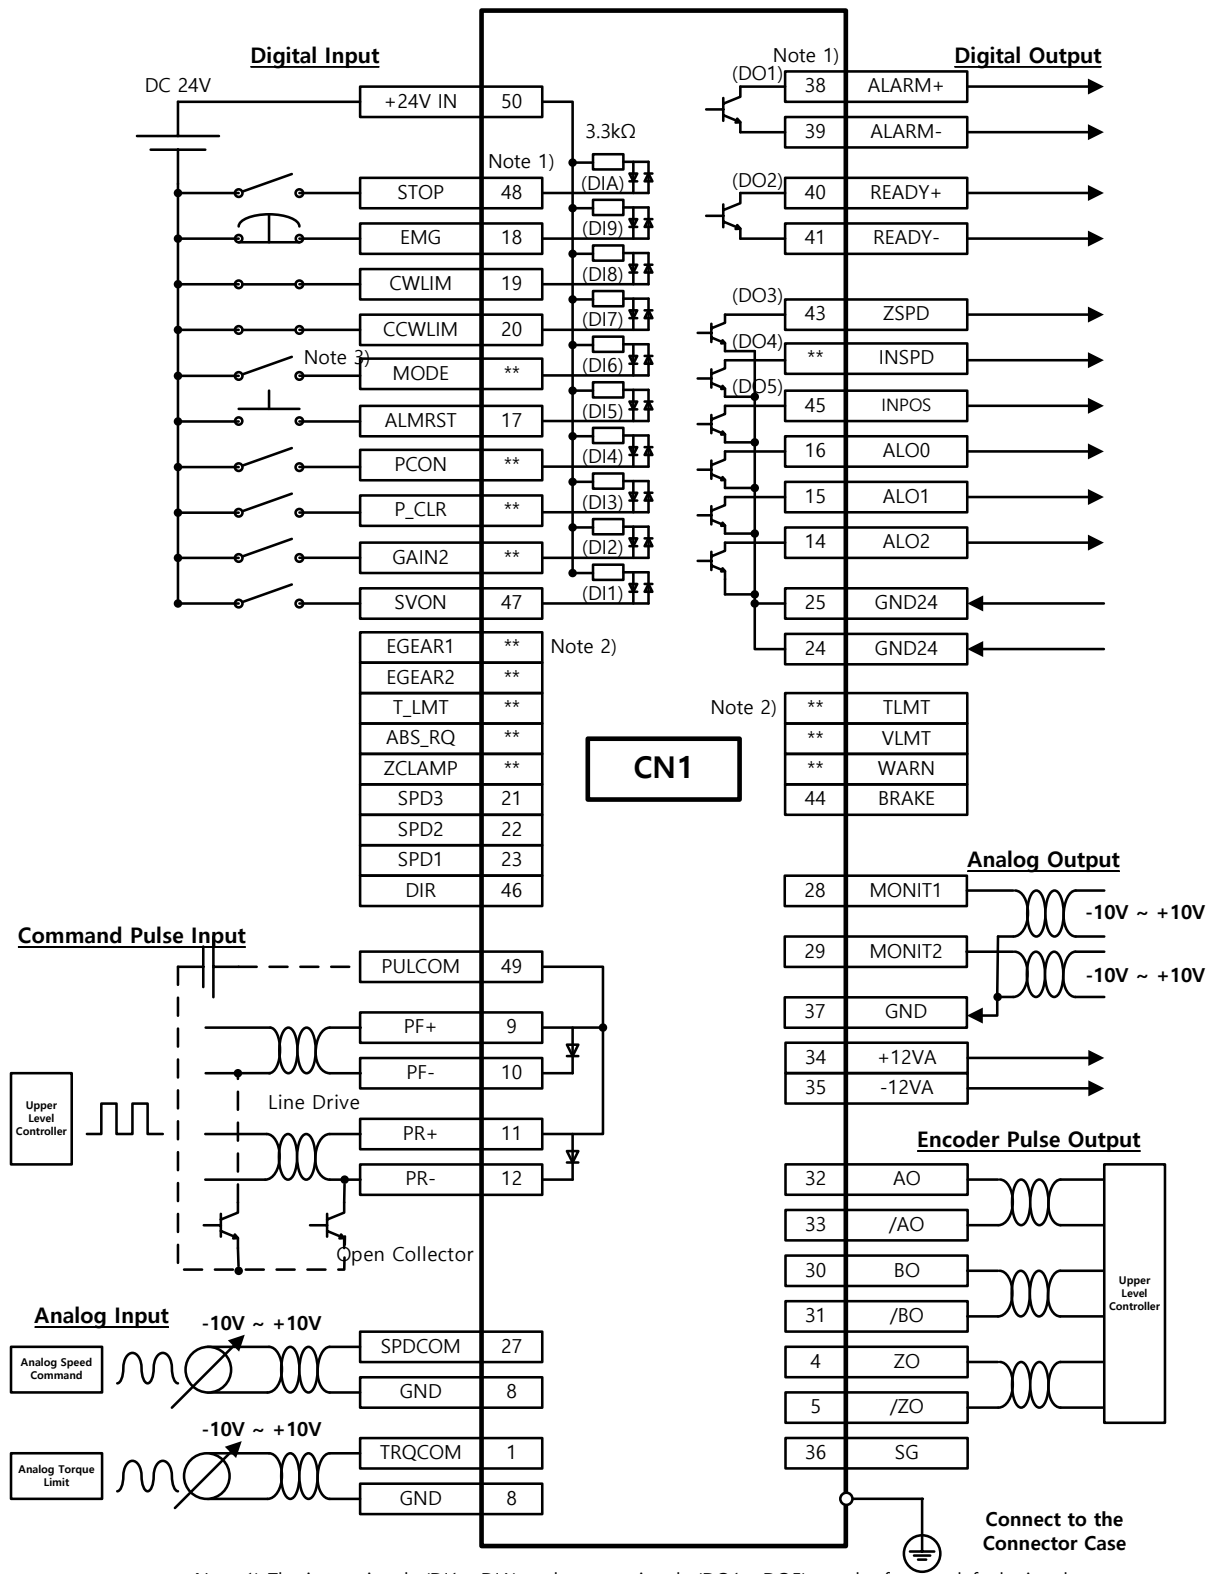 Digital Input
DC 24V
+24V IN 50
3.3kΩ
Note 1)
STOP 48 (DIA)
EMG 18 (DI9)
CWLIM 19 (DI8)
CCWLIM 20 (DI7)
Note 3)
MODE ** (DI6)
ALMRST 17 (DI5)
PCON ** (DI4)
P_CLR ** (DI3)
GAIN2 ** (DI2)
SVON 47 (DI1)
EGEAR1 ** Note 2)
EGEAR2 **
T_LMT **
ABS_RQ **
ZCLAMP **
SPD3 21
SPD2 22
SPD1 23
DIR 46
Command Pulse Input
PULCOM 49
PF+ 9
PF- 10
Line Drive
Upper
Level
Controller
PR+ 11
PR- 12
Open Collector
Analog Input
-10V ~ +10V
Analog Speed
Command
SPDCOM 27
GND 8
-10V ~ +10V
Analog Torque
Limit
TRQCOM 1
GND 8
CN1
Note 1)
Digital Output
(DO1) 38 ALARM+
39 ALARM-
(DO2) 40 READY+
41 READY-
(DO3) 43 ZSPD
(DO4) ** INSPD
(DO5) 45 INPOS
16 ALO0
15 ALO1
14 ALO2
25 GND24
24 GND24
Note 2) ** TLMT
** VLMT
** WARN
44 BRAKE
Analog Output
28 MONIT1
-10V ~ +10V
29 MONIT2
-10V ~ +10V
37 GND
34 +12VA
35 -12VA
Encoder Pulse Output
32 AO
33 /AO
30 BO
31 /BO
4 ZO
5 /ZO
Upper
Level
Controller
36 SG
Connect to the
Connector Case